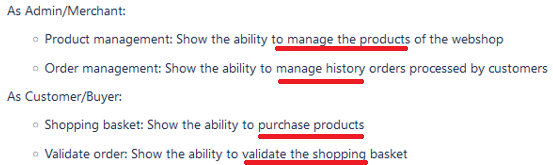 As Admin/Merchant:
Product management: Show the ability to manage the products of the webshop
Order management: Show the ability to manage history orders processed by customers
As Customer/Buyer:
Shopping basket: Show the ability to purchase products
Validate order: Show the ability to validate the shopping basket